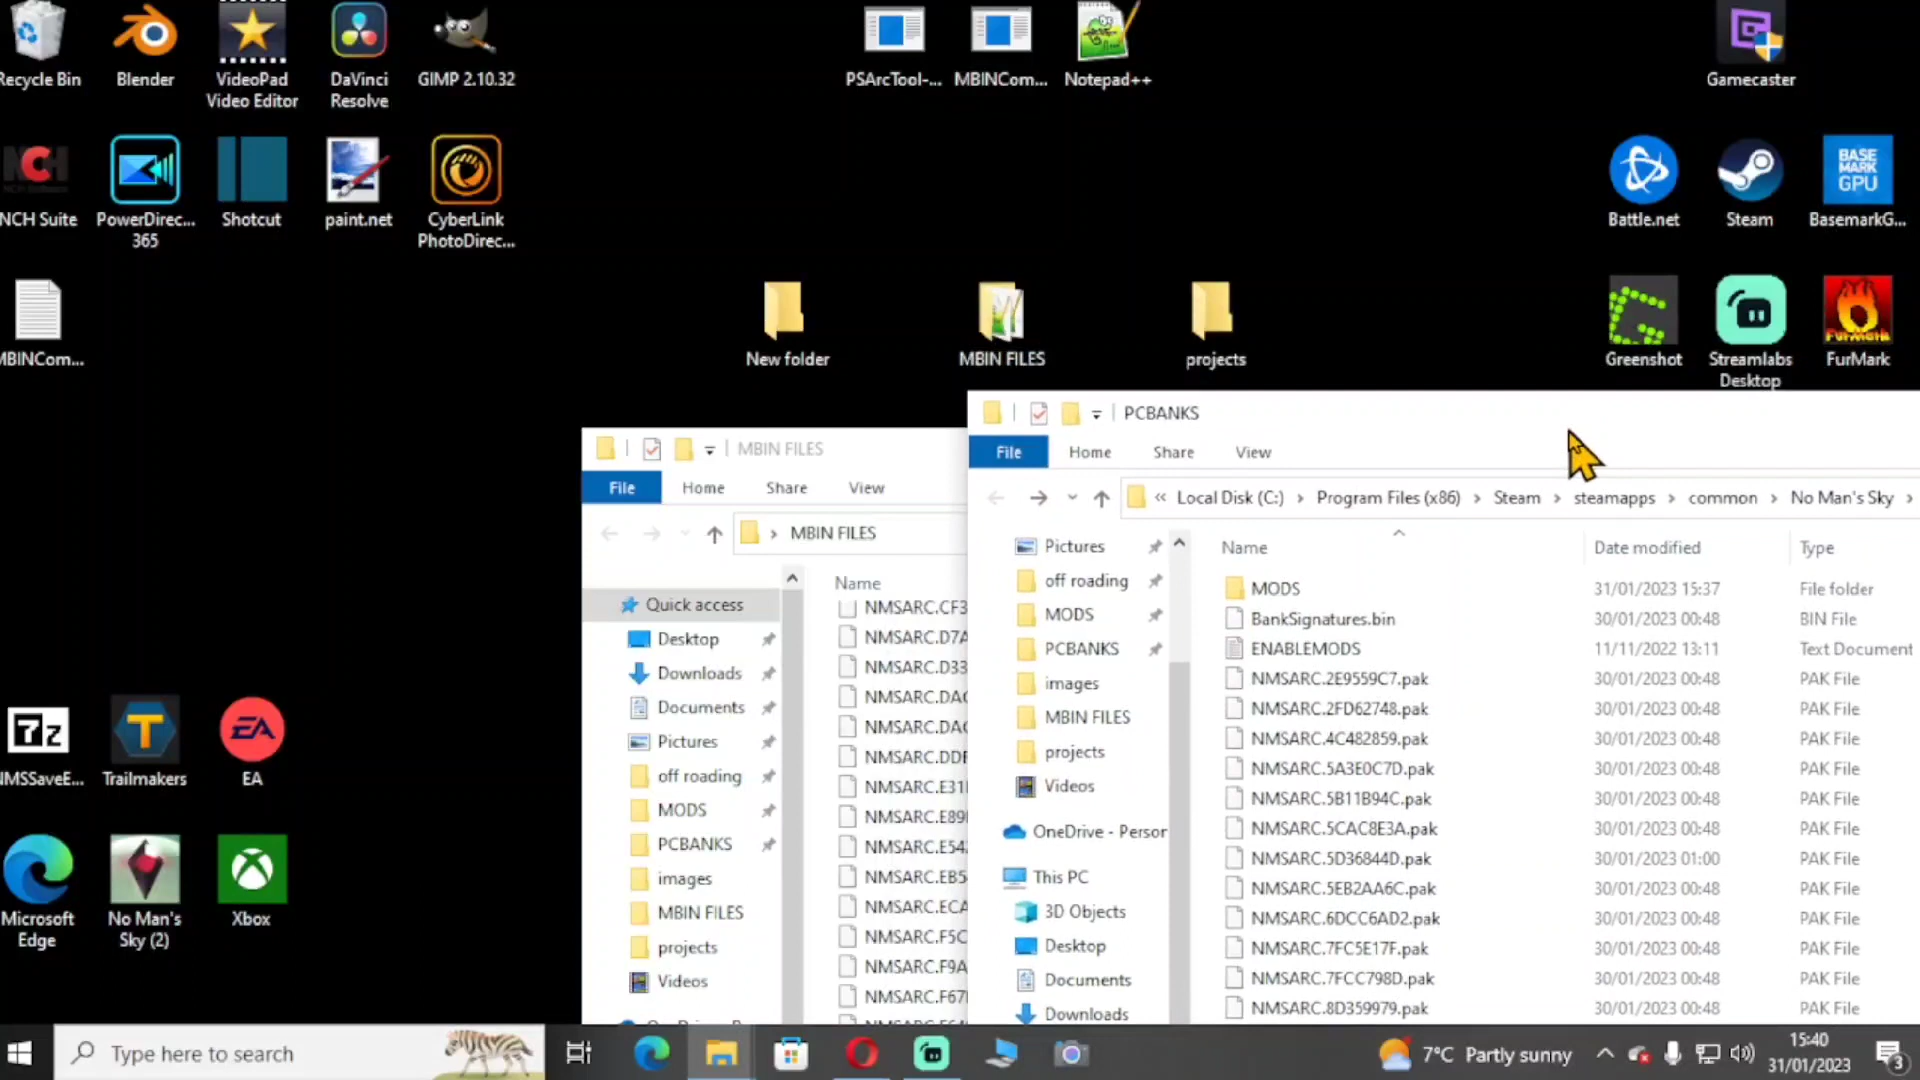 Recycle Bin
Blender
VideoPad Video Editor
DaVinci Resolve
GIMP 2.10.32
PSArcTool-...
MBINCom...
Notepad++
Gamecaster
NCH Suite
PowerDirec... 365
Shotcut
paint.net
CyberLink PhotoDirec...
Battle.net
Steam
BASE MARK GPU
BasemarkG...
MBINCom...
New folder
MBIN FILES
projects
Greenshot
Streamlabs Desktop
FurMark
NMSSaveE...
Trailmakers
EA
Microsoft Edge
No Man's Sky (2)
Xbox
MBIN FILES
File Home Share View
MBIN FILES
Name
Quick access
Desktop
Downloads
Documents
Pictures
off roading
MODS
PCBANKS
images
MBIN FILES
projects
Videos
NMSARC.CF3
NMSARC.D7A
NMSARC.D33
NMSARC.DAC
NMSARC.DAC
NMSARC.DDF
NMSARC.E31
NMSARC.E89
NMSARC.E54
NMSARC.EB5
NMSARC.ECA
NMSARC.F5C
NMSARC.F9A
NMSARC.F67
PCBANKS
File Home Share View
« Local Disk (C:) › Program Files (x86) › Steam › steamapps › common › No Man's Sky ›
Pictures
off roading
MODS
PCBANKS
images
MBIN FILES
projects
Videos
OneDrive - Person
This PC
3D Objects
Desktop
Documents
Downloads
Name Date modified Type
MODS 31/01/2023 15:37 File folder
BankSignatures.bin 30/01/2023 00:48 BIN File
ENABLEMODS 11/11/2022 13:11 Text Document
NMSARC.2E9559C7.pak 30/01/2023 00:48 PAK File
NMSARC.2FD62748.pak 30/01/2023 00:48 PAK File
NMSARC.4C482859.pak 30/01/2023 00:48 PAK File
NMSARC.5A3E0C7D.pak 30/01/2023 00:48 PAK File
NMSARC.5B11B94C.pak 30/01/2023 00:48 PAK File
NMSARC.5CAC8E3A.pak 30/01/2023 00:48 PAK File
NMSARC.5D36844D.pak 30/01/2023 01:00 PAK File
NMSARC.5EB2AA6C.pak 30/01/2023 00:48 PAK File
NMSARC.6DCC6AD2.pak 30/01/2023 00:48 PAK File
NMSARC.7FC5E17F.pak 30/01/2023 00:48 PAK File
NMSARC.7FCC798D.pak 30/01/2023 00:48 PAK File
NMSARC.8D359979.pak 30/01/2023 00:48 PAK File
Type here to search
7°C Partly sunny
15:40
31/01/2023
3